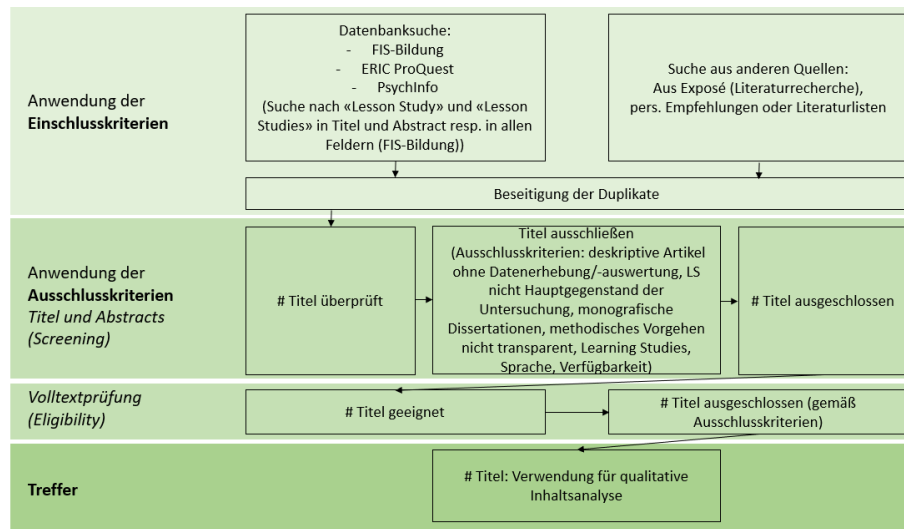 Anwendung der
Einschlusskriterien
Datenbanksuche:
- FIS-Bildung
- ERIC ProQuest
- PsychInfo
(Suche nach «Lesson Study» und «Lesson
Studies» in Titel und Abstract resp. in allen
Feldern (FIS-Bildung))
Suche aus anderen Quellen:
Aus Exposé (Literaturrecherche),
pers. Empfehlungen oder Literaturlisten
Beseitigung der Duplikate
Anwendung der
Ausschlusskriterien
Titel und Abstracts
(Screening)
# Titel überprüft
Titel ausschließen
(Ausschlusskriterien: deskriptive Artikel
ohne Datenerhebung/-auswertung, LS
nicht Hauptgegenstand der
Untersuchung, monografische
Dissertationen, methodisches Vorgehen
nicht transparent, Learning Studies,
Sprache, Verfügbarkeit)
# Titel ausgeschlossen
Volltextprüfung
(Eligibility)
# Titel geeignet
# Titel ausgeschlossen (gemäß
Ausschlusskriterien)
Treffer
# Titel: Verwendung für qualitative
Inhaltsanalyse